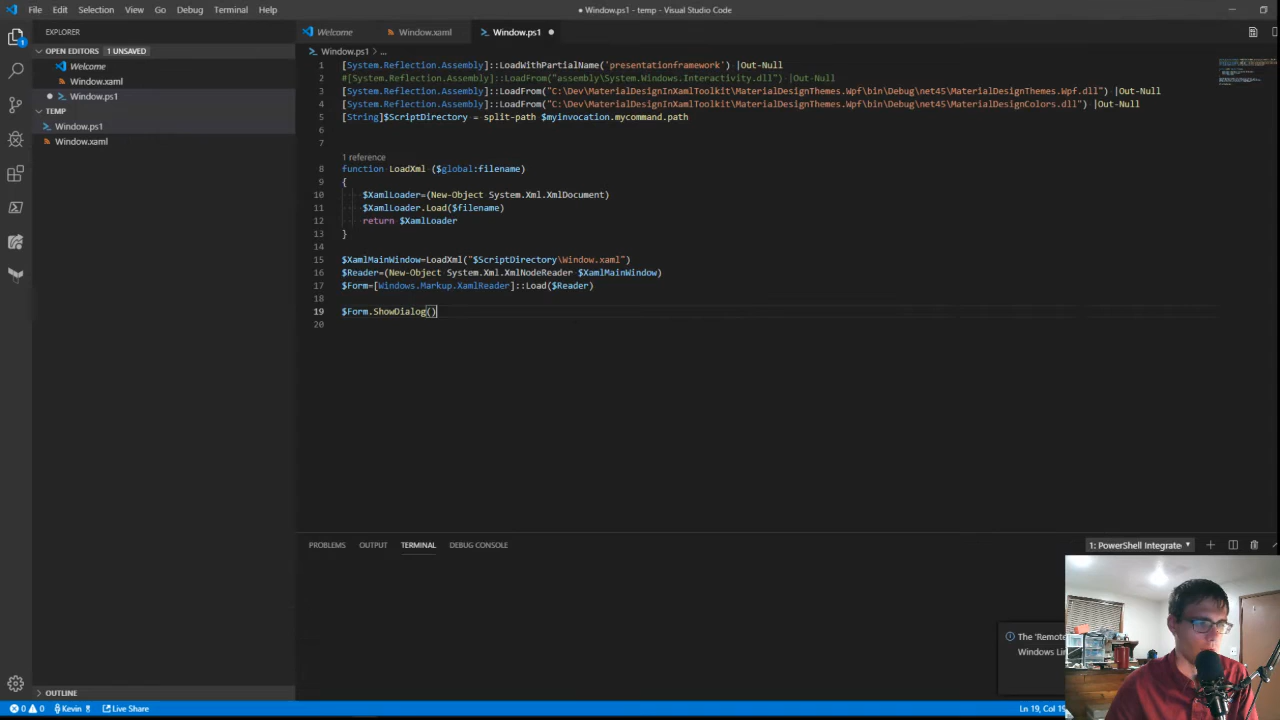 File Edit Selection View Go Debug Terminal Help
● Window.ps1 - temp - Visual Studio Code
EXPLORER
OPEN EDITORS 1 UNSAVED
Welcome
Window.xaml
Window.ps1
TEMP
Window.ps1
Window.xaml
OUTLINE
Welcome Window.xaml Window.ps1 ●
Window.ps1 > ...
1 [System.Reflection.Assembly]::LoadWithPartialName('presentationframework') |Out-Null
2 #[System.Reflection.Assembly]::LoadFrom("assembly\System.Windows.Interactivity.dll") |Out-Null
3 [System.Reflection.Assembly]::LoadFrom("C:\Dev\MaterialDesignInXamlToolkit\MaterialDesignThemes.Wpf\bin\Debug\net45\MaterialDesignThemes.Wpf.dll") |Out-Null
4 [System.Reflection.Assembly]::LoadFrom("C:\Dev\MaterialDesignInXamlToolkit\MaterialDesignThemes.Wpf\bin\Debug\net45\MaterialDesignColors.dll") |Out-Null
5 [String]$ScriptDirectory = split-path $myinvocation.mycommand.path
6
7
1 reference
8 function LoadXml ($global:filename)
9 {
10 $XamlLoader=(New-Object System.Xml.XmlDocument)
11 $XamlLoader.Load($filename)
12 return $XamlLoader
13 }
14
15 $XamlMainWindow=LoadXml("$ScriptDirectory\Window.xaml")
16 $Reader=(New-Object System.Xml.XmlNodeReader $XamlMainWindow)
17 $Form=[Windows.Markup.XamlReader]::Load($Reader)
18
19 $Form.ShowDialog()
20
PROBLEMS OUTPUT TERMINAL DEBUG CONSOLE
1: PowerShell Integrate
The 'Remote
Windows Lin
0 0 Kevin Live Share
Ln 19, Col 19
1